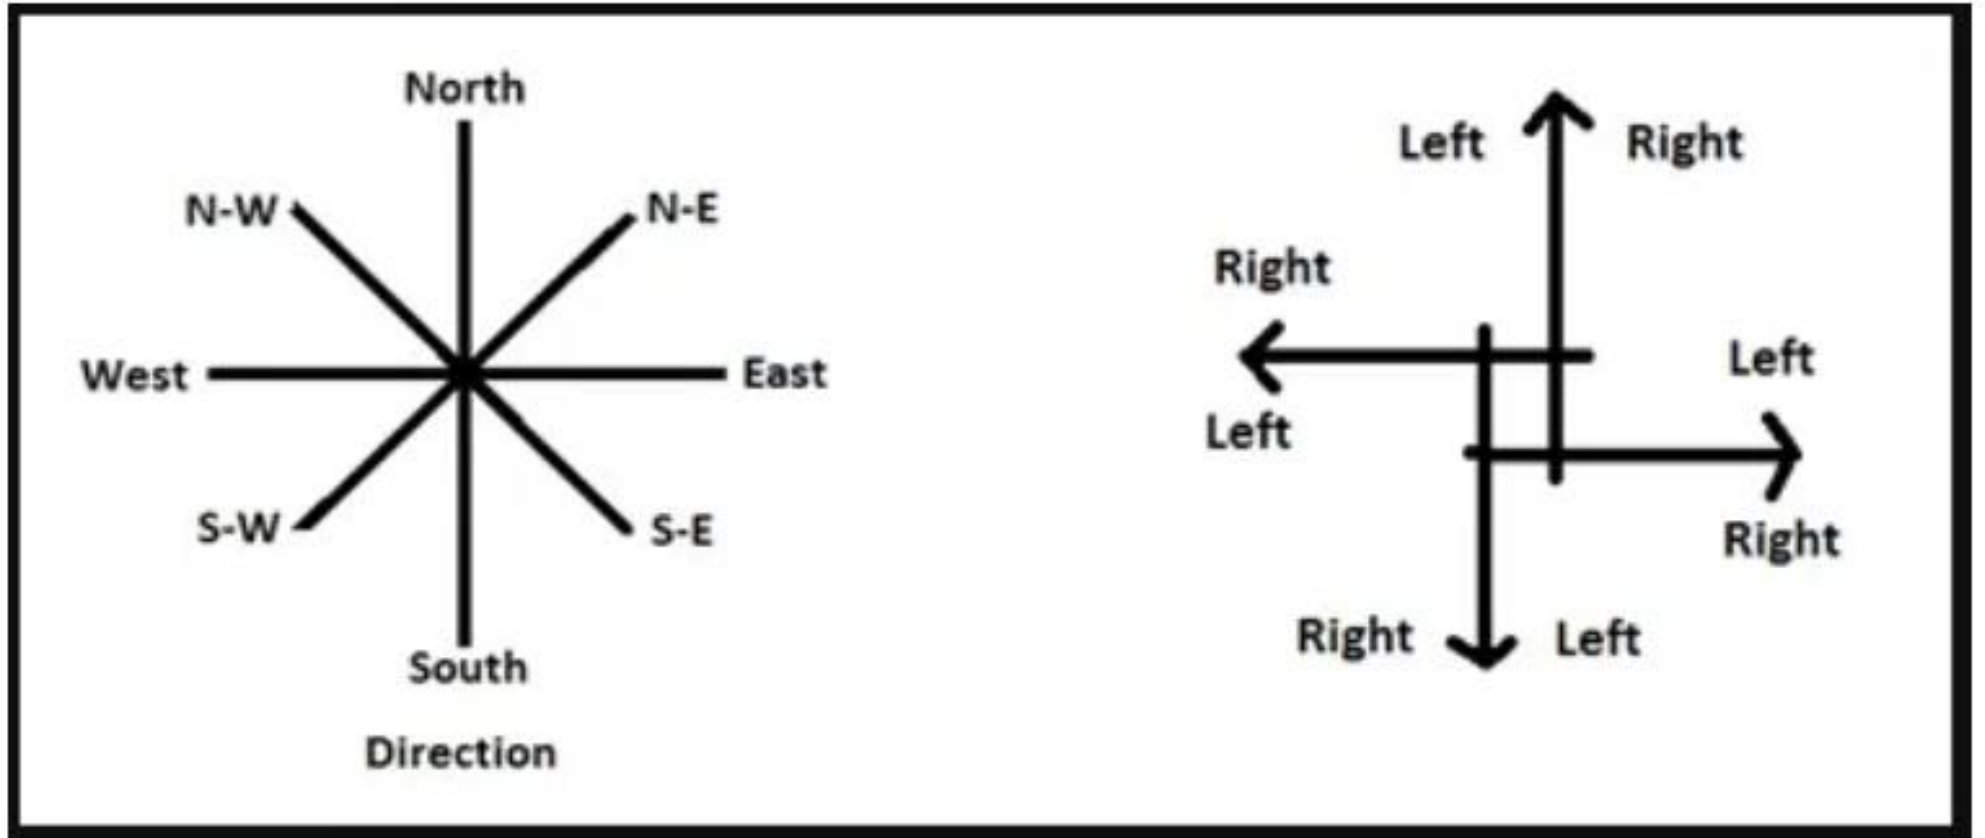 North
N-W
N-E
West
East
S-W
S-E
South
Direction
Left
Right
Right
Left
Left
Right
Right
Left